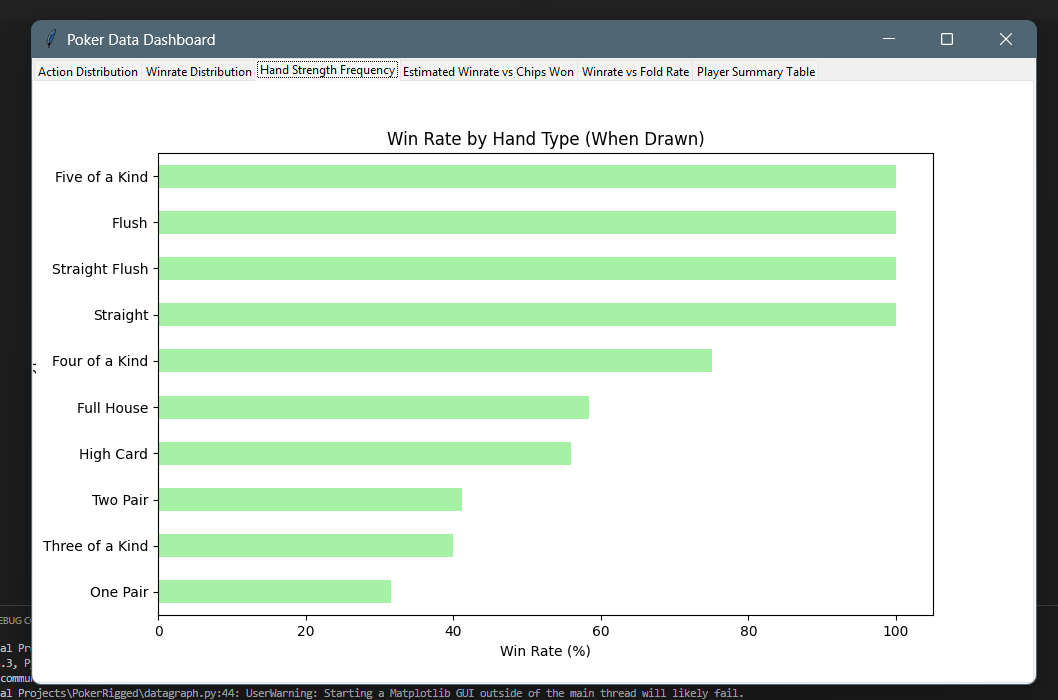 Poker Data Dashboard
Action Distribution Winrate Distribution Hand Strength Frequency Estimated Winrate vs Chips Won Winrate vs Fold Rate Player Summary Table
Win Rate by Hand Type (When Drawn)
Five of a Kind
Flush
Straight Flush
Straight
Four of a Kind
Full House
High Card
Two Pair
Three of a Kind
One Pair
0 20 40 60 80 100
Win Rate (%)
al Projects\PokerRigged\datagraph.py:44: UserWarning: Starting a Matplotlib GUI outside of the main thread will likely fail.